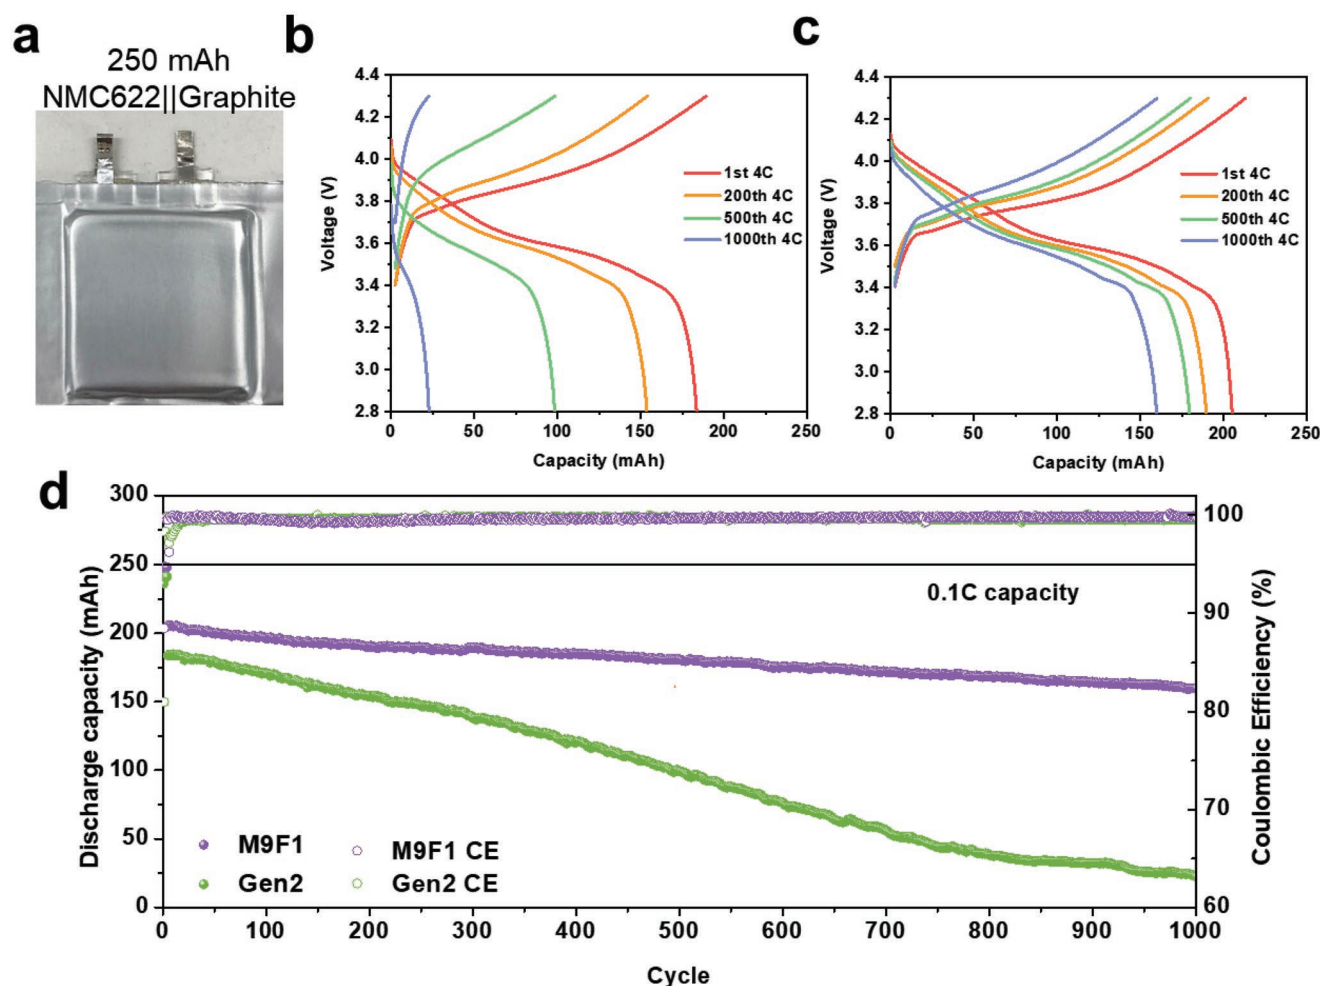 a
250 mAh
NMC622||Graphite
b
4.4
4.2
4.0
3.8
3.6
3.4
3.2
3.0
2.8
Voltage (V)
1st 4C
200th 4C
500th 4C
1000th 4C
0 50 100 150 200 250
Capacity (mAh)
c
4.4
4.2
4.0
3.8
3.6
3.4
3.2
3.0
2.8
Voltage (V)
1st 4C
200th 4C
500th 4C
1000th 4C
0 50 100 150 200 250
Capacity (mAh)
d
300
250
200
150
100
50
0
Discharge capacity (mAh)
0.1C capacity
M9F1
Gen2
M9F1 CE
Gen2 CE
100
90
80
70
60
Coulombic Efficiency (%)
0 100 200 300 400 500 600 700 800 900 1000
Cycle